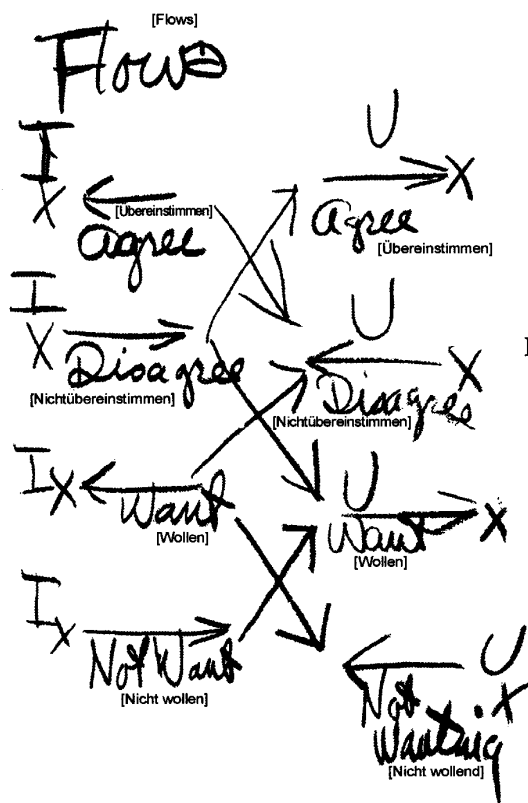 [Flows]
Flows
I U
X X
[Übereinstimmen]
Agree Agree
[Übereinstimmen]
I U
X X
Disagree Disagree
[Nichtübereinstimmen] [Nichtübereinstimmen]
I X U X
Want Want
[Wollen] [Wollen]
I X
Not Want
[Nicht wollen]
U
X
Not
Wanting
[Nicht wollend]
]